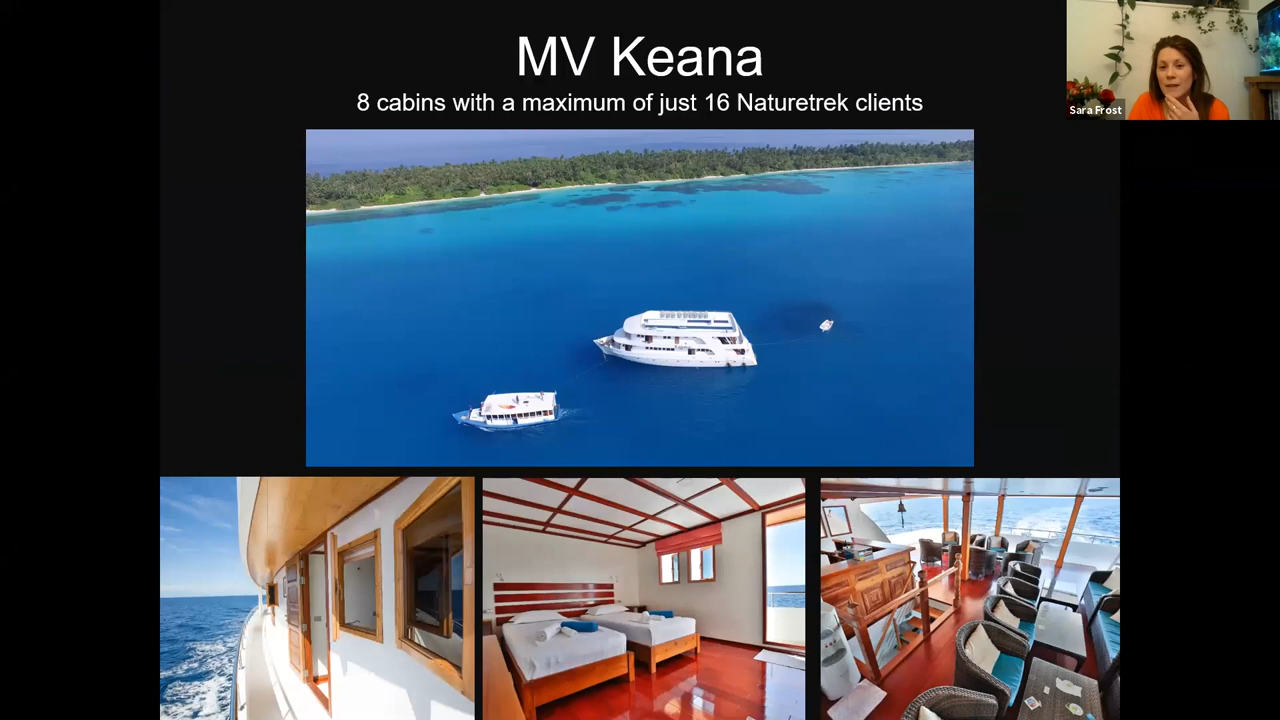 MV Keana
8 cabins with a maximum of just 16 Naturetrek clients
Sara Frost